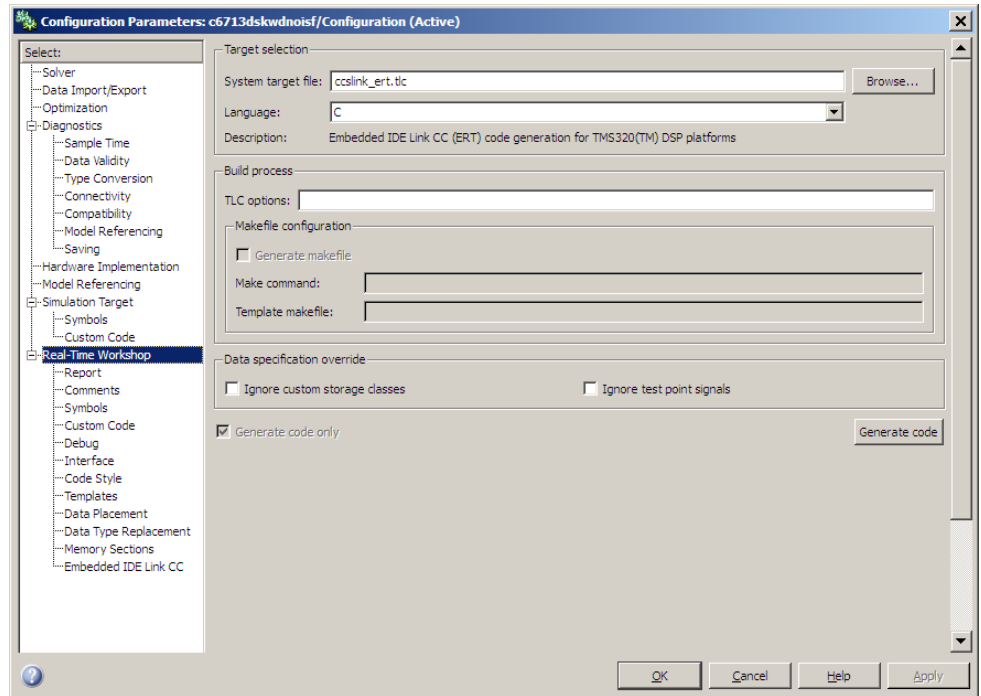 Configuration Parameters: c6713dskwdnoisf/Configuration (Active)
Select:
Solver
Data Import/Export
Optimization
Diagnostics
Sample Time
Data Validity
Type Conversion
Connectivity
Compatibility
Model Referencing
Saving
Hardware Implementation
Model Referencing
Simulation Target
Symbols
Custom Code
Real-Time Workshop
Report
Comments
Symbols
Custom Code
Debug
Interface
Code Style
Templates
Data Placement
Data Type Replacement
Memory Sections
Embedded IDE Link CC
Target selection
System target file: ccslink_ert.tlc Browse...
Language: C
Description: Embedded IDE Link CC (ERT) code generation for TMS320(TM) DSP platforms
Build process
TLC options:
Makefile configuration
Generate makefile
Make command:
Template makefile:
Data specification override
Ignore custom storage classes Ignore test point signals
Generate code only Generate code
OK Cancel Help Apply